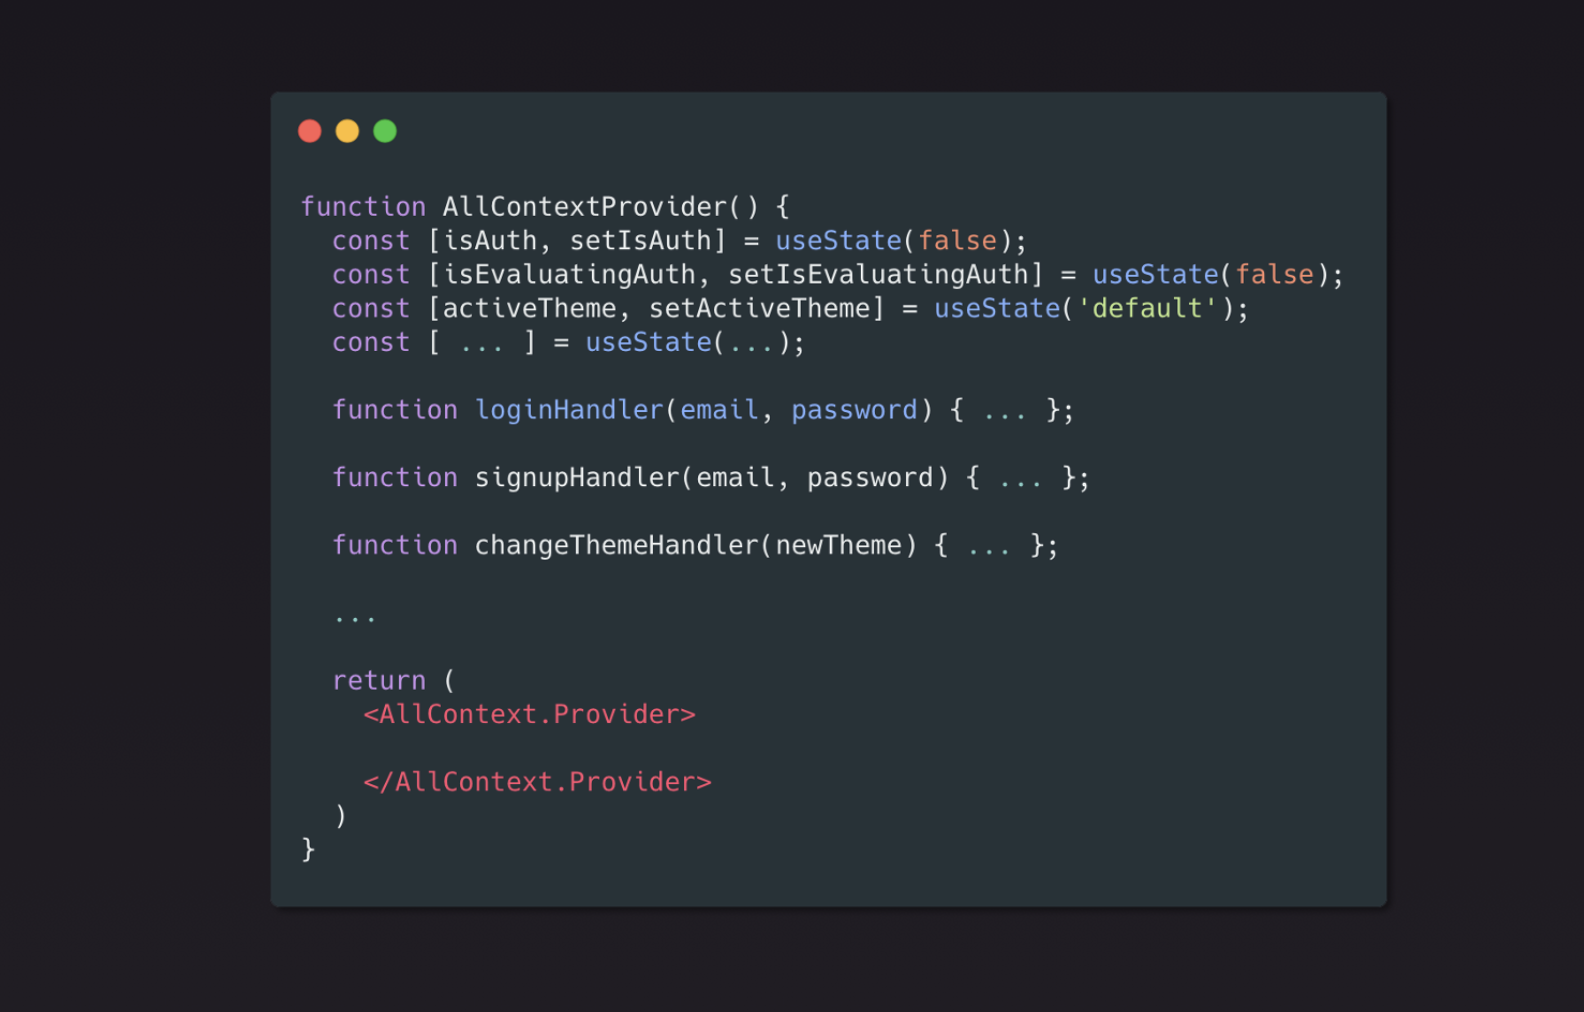 function AllContextProvider() {
  const [isAuth, setIsAuth] = useState(false);
  const [isEvaluatingAuth, setIsEvaluatingAuth] = useState(false);
  const [activeTheme, setActiveTheme] = useState('default');
  const [ ... ] = useState(...);
  function loginHandler(email, password) { ... };
  function signupHandler(email, password) { ... };
  function changeThemeHandler(newTheme) { ... };
  ...
  return (
    <AllContext.Provider>
    </AllContext.Provider>
  )
}